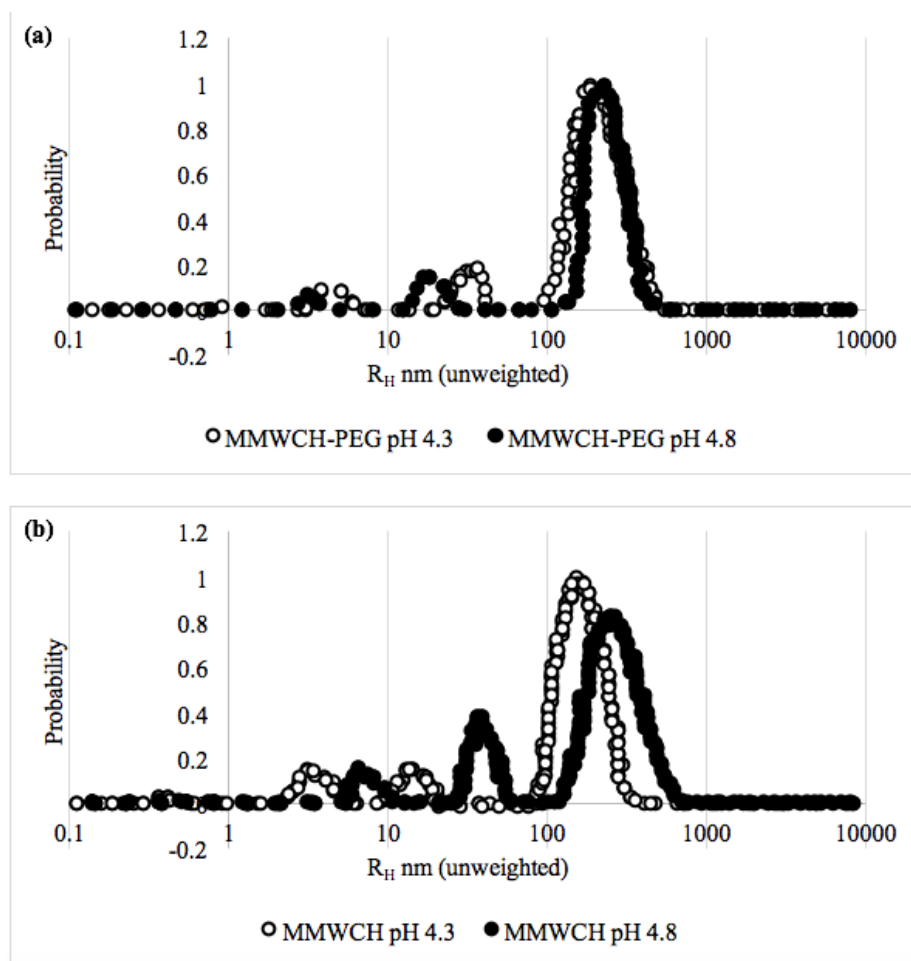 (a)
1.2
1
0.8
0.6
0.4
0.2
0
-0.2
Probability
0.1 1 10 100 1000 10000
R_H nm (unweighted)
MMWCH-PEG pH 4.3 MMWCH-PEG pH 4.8
(b)
1.2
1
0.8
0.6
0.4
0.2
0
-0.2
Probability
0.1 1 10 100 1000 10000
R_H nm (unweighted)
MMWCH pH 4.3 MMWCH pH 4.8